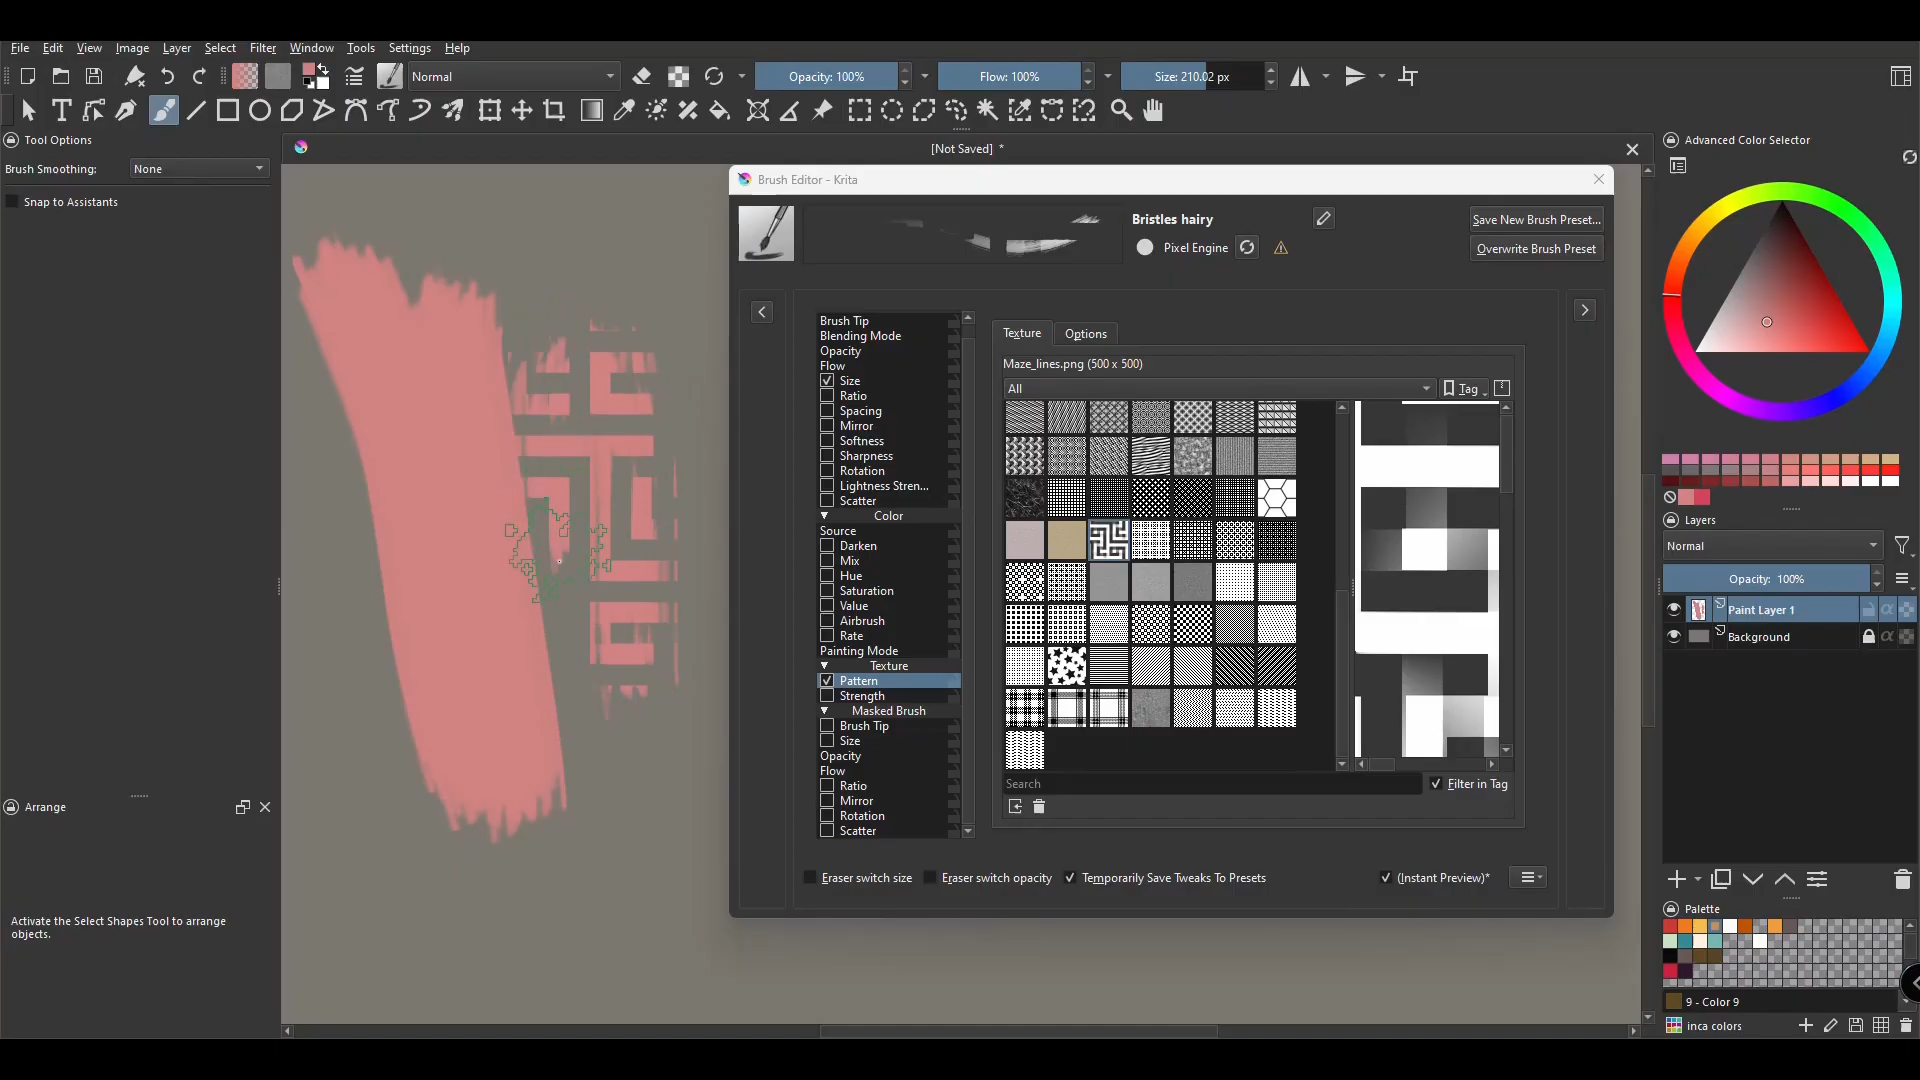 File Edit View Image Layer Select Filter Window Tools Settings Help
Normal
Opacity: 100%
Flow: 100%
Size: 210.02 px
Tool Options
Brush Smoothing: None
Snap to Assistants
[Not Saved] *
Brush Editor - Krita
Bristles hairy
Pixel Engine
Save New Brush Preset...
Overwrite Brush Preset
Brush Tip
Blending Mode
Opacity
Flow
Size
Ratio
Spacing
Mirror
Softness
Sharpness
Rotation
Lightness Stren...
Scatter
Color
Source
Darken
Mix
Hue
Saturation
Value
Airbrush
Rate
Painting Mode
Texture
Pattern
Strength
Masked Brush
Brush Tip
Size
Opacity
Flow
Ratio
Mirror
Rotation
Scatter
Texture Options
Maze_lines.png (500 x 500)
All
Tag
Search
Filter in Tag
Eraser switch size
Eraser switch opacity
Temporarily Save Tweaks To Presets
(Instant Preview)*
Arrange
Activate the Select Shapes Tool to arrange
objects.
Advanced Color Selector
Layers
Normal
Opacity: 100%
Paint Layer 1
Background
Palette
9 - Color 9
inca colors